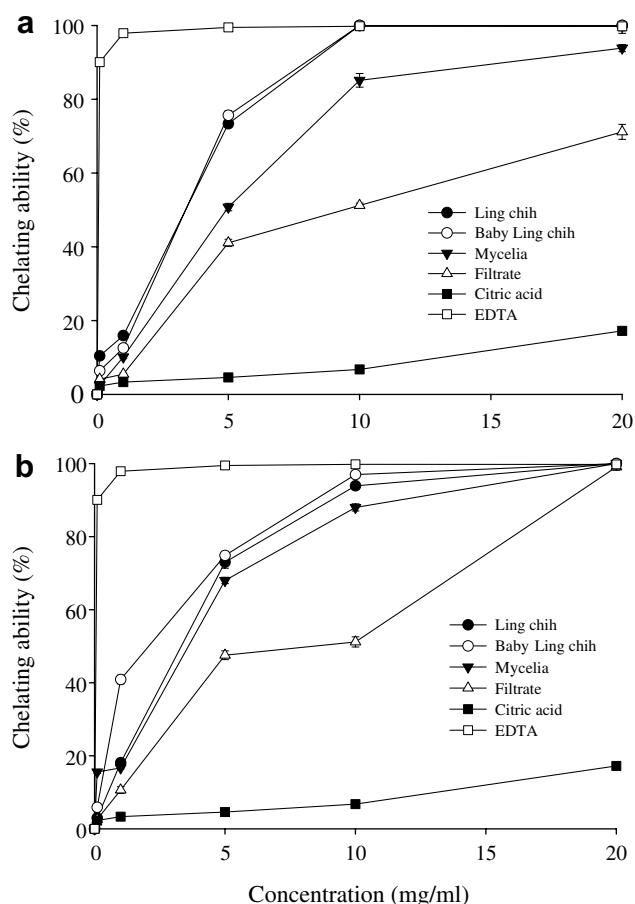 a
Chelating ability (%)
100
80
60
40
20
0
Ling chih
Baby Ling chih
Mycelia
Filtrate
Citric acid
EDTA
0
5
10
15
20
b
Chelating ability (%)
100
80
60
40
20
0
Ling chih
Baby Ling chih
Mycelia
Filtrate
Citric acid
EDTA
0
5
10
15
20
Concentration (mg/ml)